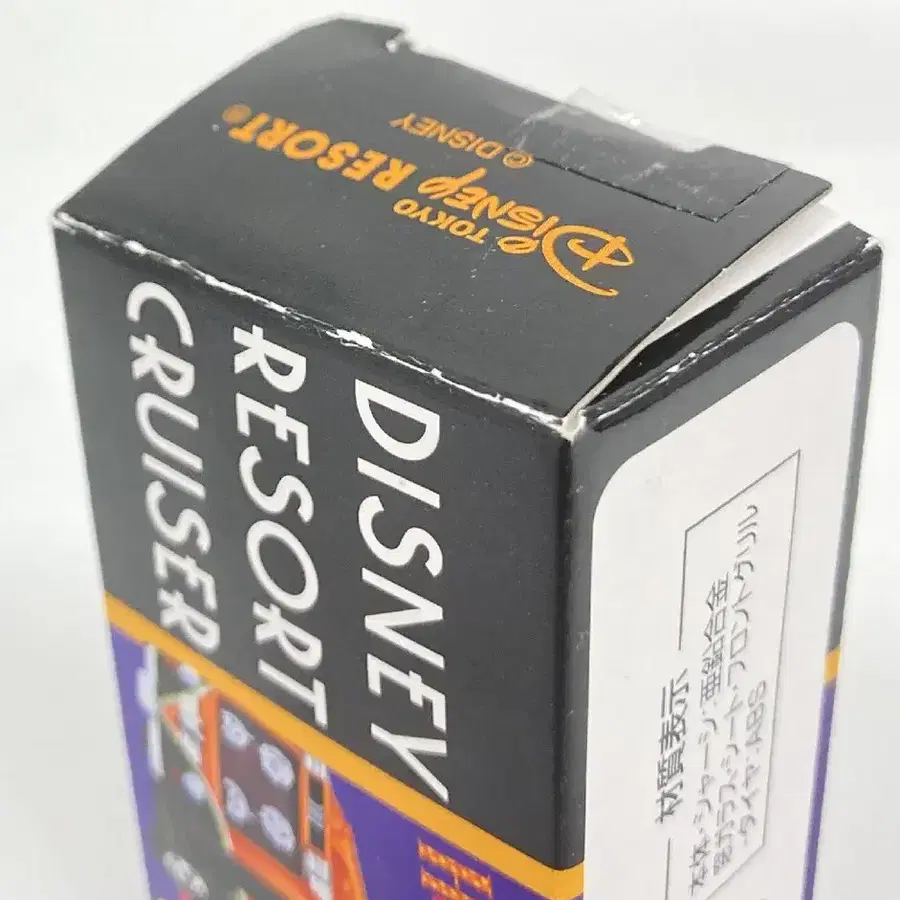 TOKYO
Disney RESORT®
© DISNEY
DISNEY
RESORT
CRUISER
材質表示
本体・シャーシ:亜鉛合金
窓ガラス・シート・フロントグリル
・タイヤ:ABS